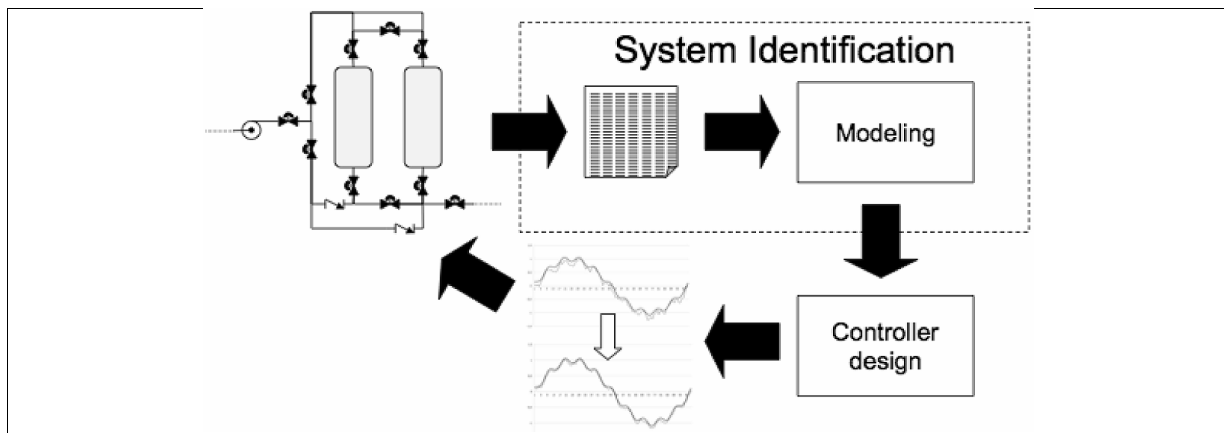 System Identification
Modeling
Controller
design